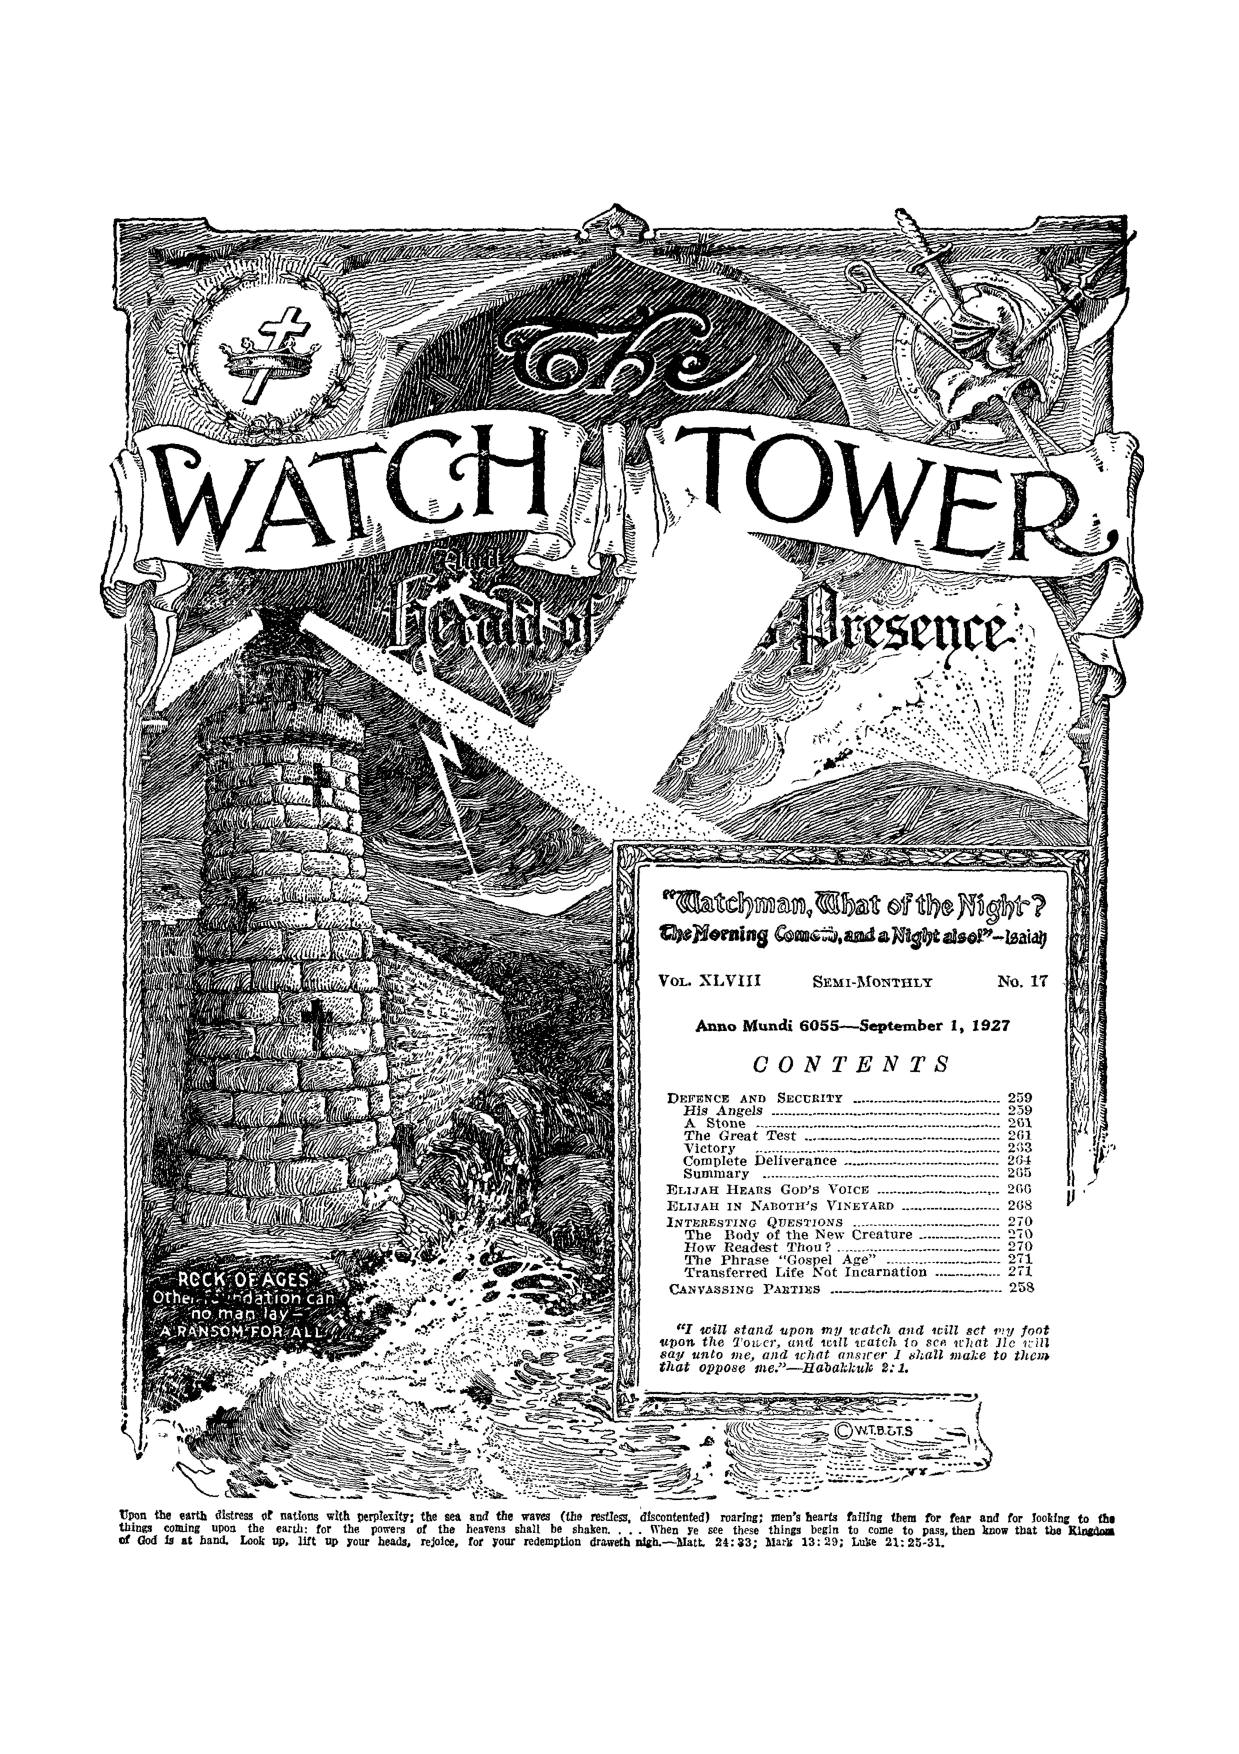 The
WATCH TOWER
And
Herald of Presence
"Watchman, What of the Night?
The Morning Cometh, and a Night also!"—Isaiah
VOL. XLVIII SEMI-MONTHLY No. 17
Anno Mundi 6055—September 1, 1927
CONTENTS
DEFENCE AND SECURITY 259
His Angels 259
A Stone 261
The Great Test 261
Victory 263
Complete Deliverance 264
Summary 265
ELIJAH HEARS GOD'S VOICE 266
ELIJAH IN NABOTH'S VINEYARD 268
INTERESTING QUESTIONS 270
The Body of the New Creature 270
How Readest Thou? 270
The Phrase "Gospel Age" 271
Transferred Life Not Incarnation 271
CANVASSING PARTIES 258
"I will stand upon my watch and will set my foot
upon the Tower, and will watch to see what He will
say unto me, and what answer I shall make to them
that oppose me."—Habakkuk 2:1.
ROCK OF AGES
Other can
no man lay —
A RANSOM FOR ALL
©W.T.B.&T.S
Upon the earth distress of nations with perplexity; the sea and the waves (the restless, discontented) roaring; men's hearts failing them for fear and for looking to the
things coming upon the earth: for the powers of the heavens shall be shaken. . . . When ye see these things begin to come to pass, then know that the Kingdom
of God is at hand. Look up, lift up your heads, rejoice, for your redemption draweth nigh.—Matt. 24:33; Mark 13:29; Luke 21:25-31.